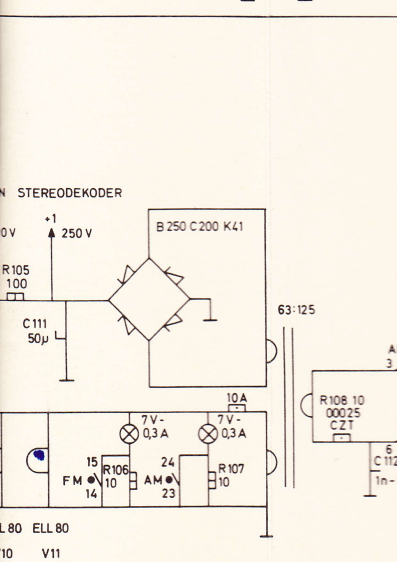 N STEREODEKODER
+1
0V 250 V
B 250 C 200 K41
R105
100
C111
50µ
63:125
A
3
10A
R108 10
00025
CZT
7V- 7V-
0,3A 0,3A
15 R106 24 R107
FM 10 AM 10
14 23
6
C112
1n-
L80 ELL80
V10 V11